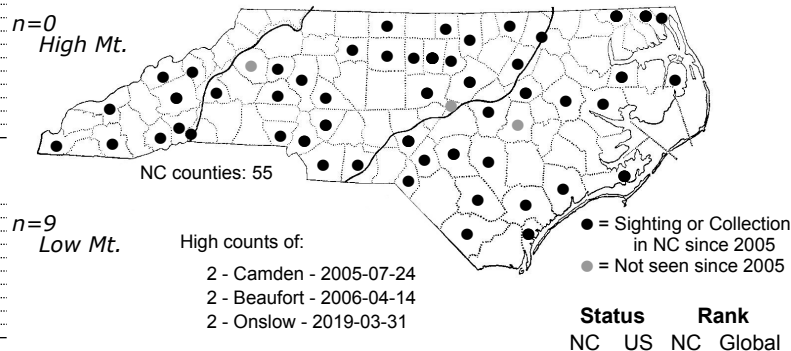 n=0
High Mt.
NC counties: 55
n=9
Low Mt.
High counts of:
2 - Camden - 2005-07-24
2 - Beaufort - 2006-04-14
2 - Onslow - 2019-03-31
= Sighting or Collection
in NC since 2005
= Not seen since 2005
Status Rank
NC US NC Global